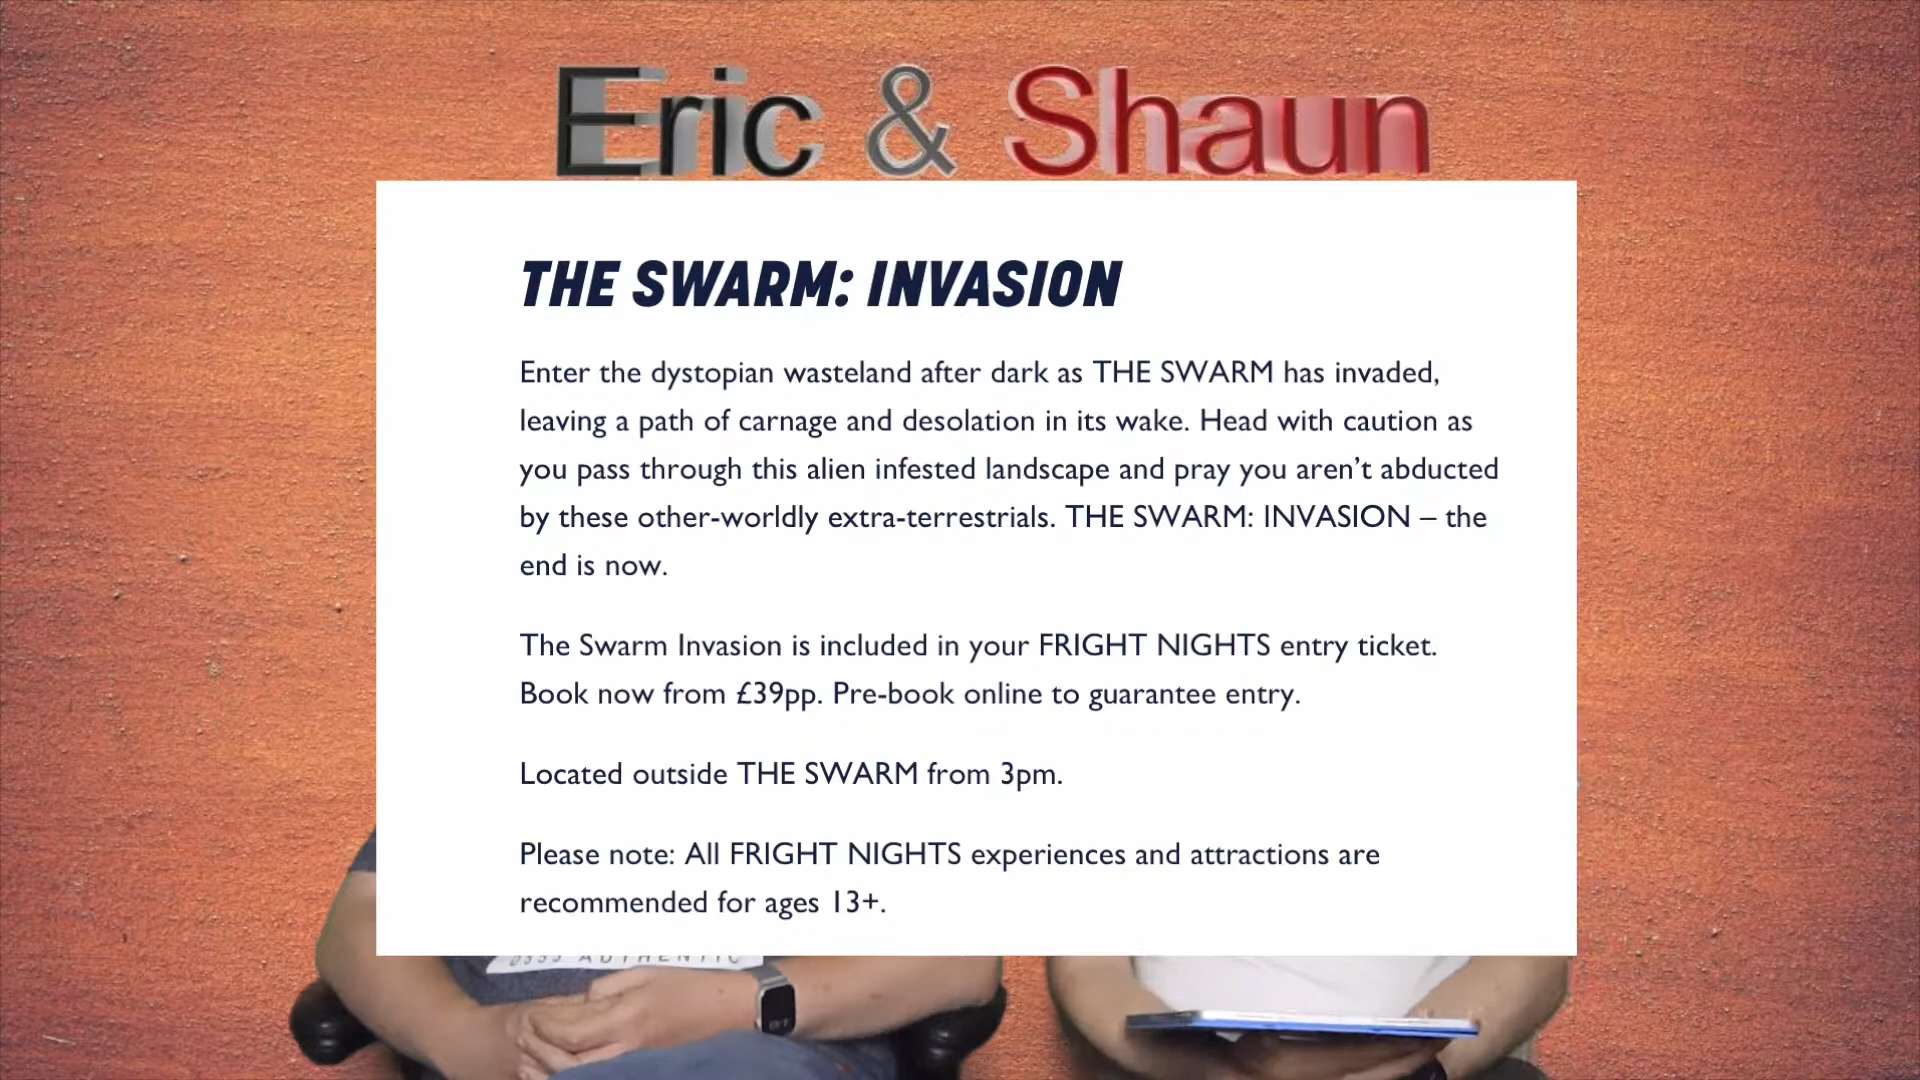 Eric & Shaun
THE SWARM: INVASION
Enter the dystopian wasteland after dark as THE SWARM has invaded,
leaving a path of carnage and desolation in its wake. Head with caution as
you pass through this alien infested landscape and pray you aren’t abducted
by these other-worldly extra-terrestrials. THE SWARM: INVASION – the
end is now.
The Swarm Invasion is included in your FRIGHT NIGHTS entry ticket.
Book now from £39pp. Pre-book online to guarantee entry.
Located outside THE SWARM from 3pm.
Please note: All FRIGHT NIGHTS experiences and attractions are
recommended for ages 13+.
AUTHENTIC